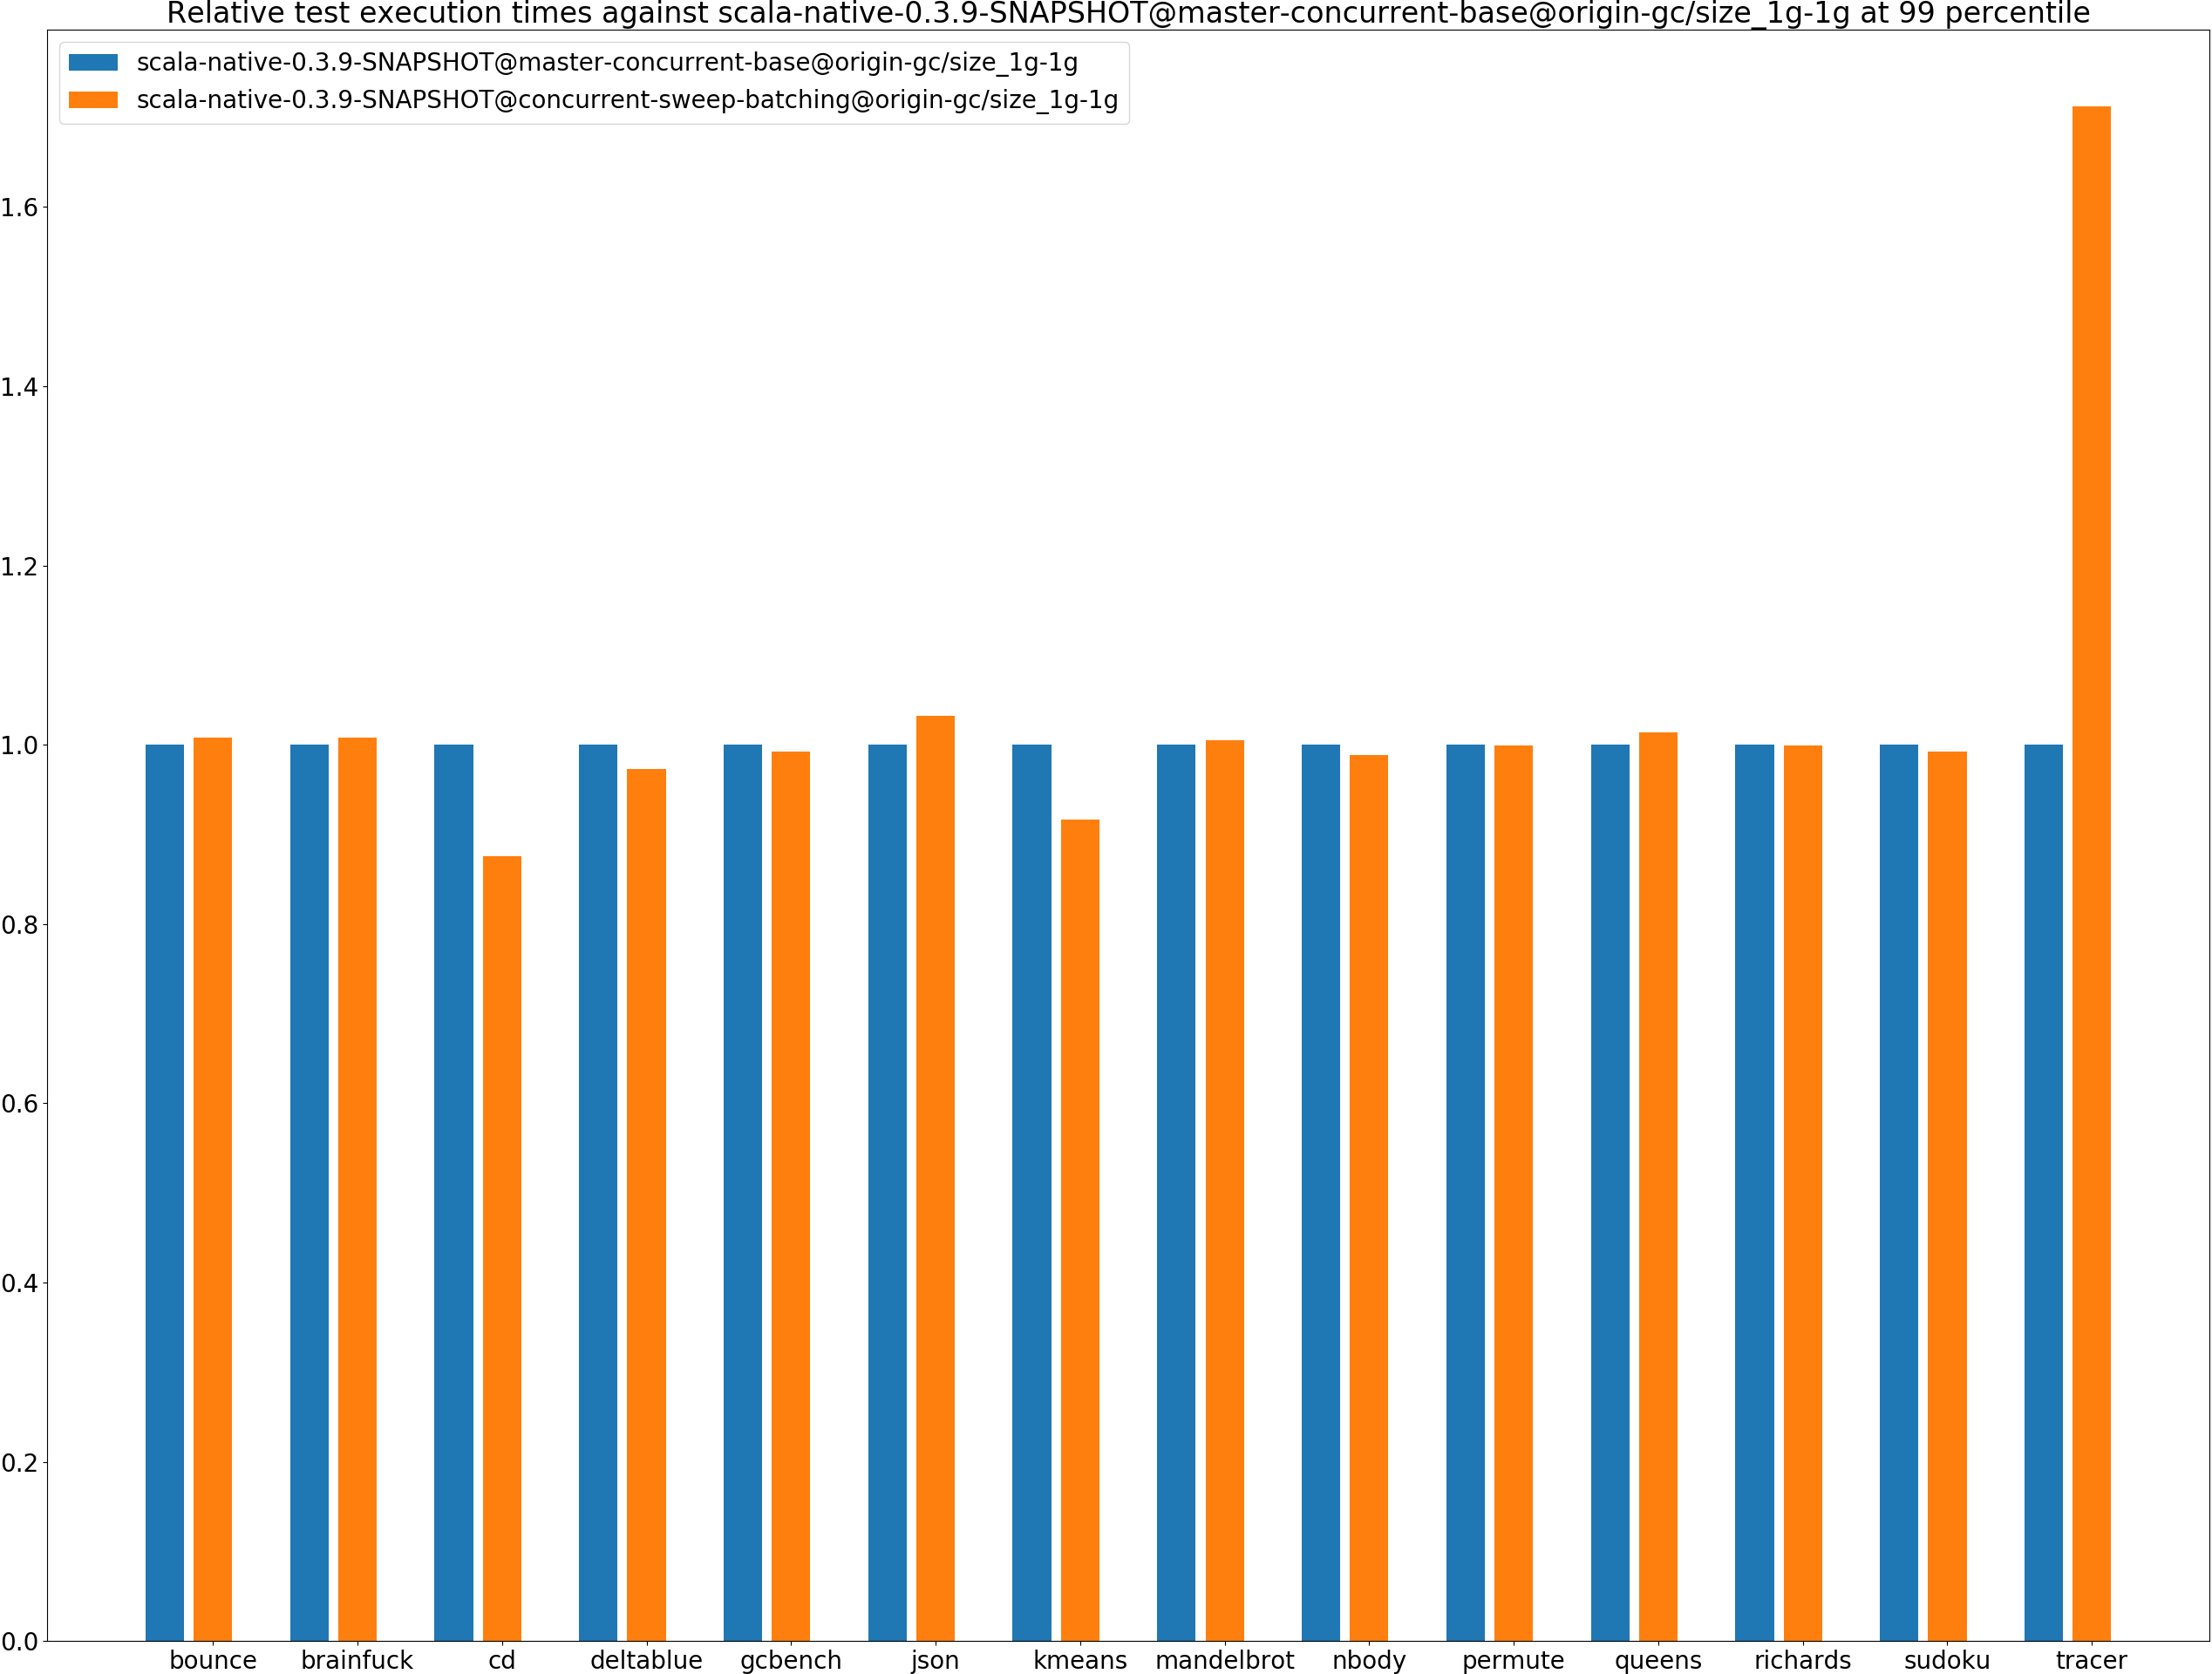 Relative test execution times against scala-native-0.3.9-SNAPSHOT@master-concurrent-base@origin-gc/size_1g-1g at 99 percentile
scala-native-0.3.9-SNAPSHOT@master-concurrent-base@origin-gc/size_1g-1g
scala-native-0.3.9-SNAPSHOT@concurrent-sweep-batching@origin-gc/size_1g-1g
1.6
1.4
1.2
1.0
0.8
0.6
0.4
0.2
0.0
bounce brainfuck cd deltablue gcbench json kmeans mandelbrot nbody permute queens richards sudoku tracer